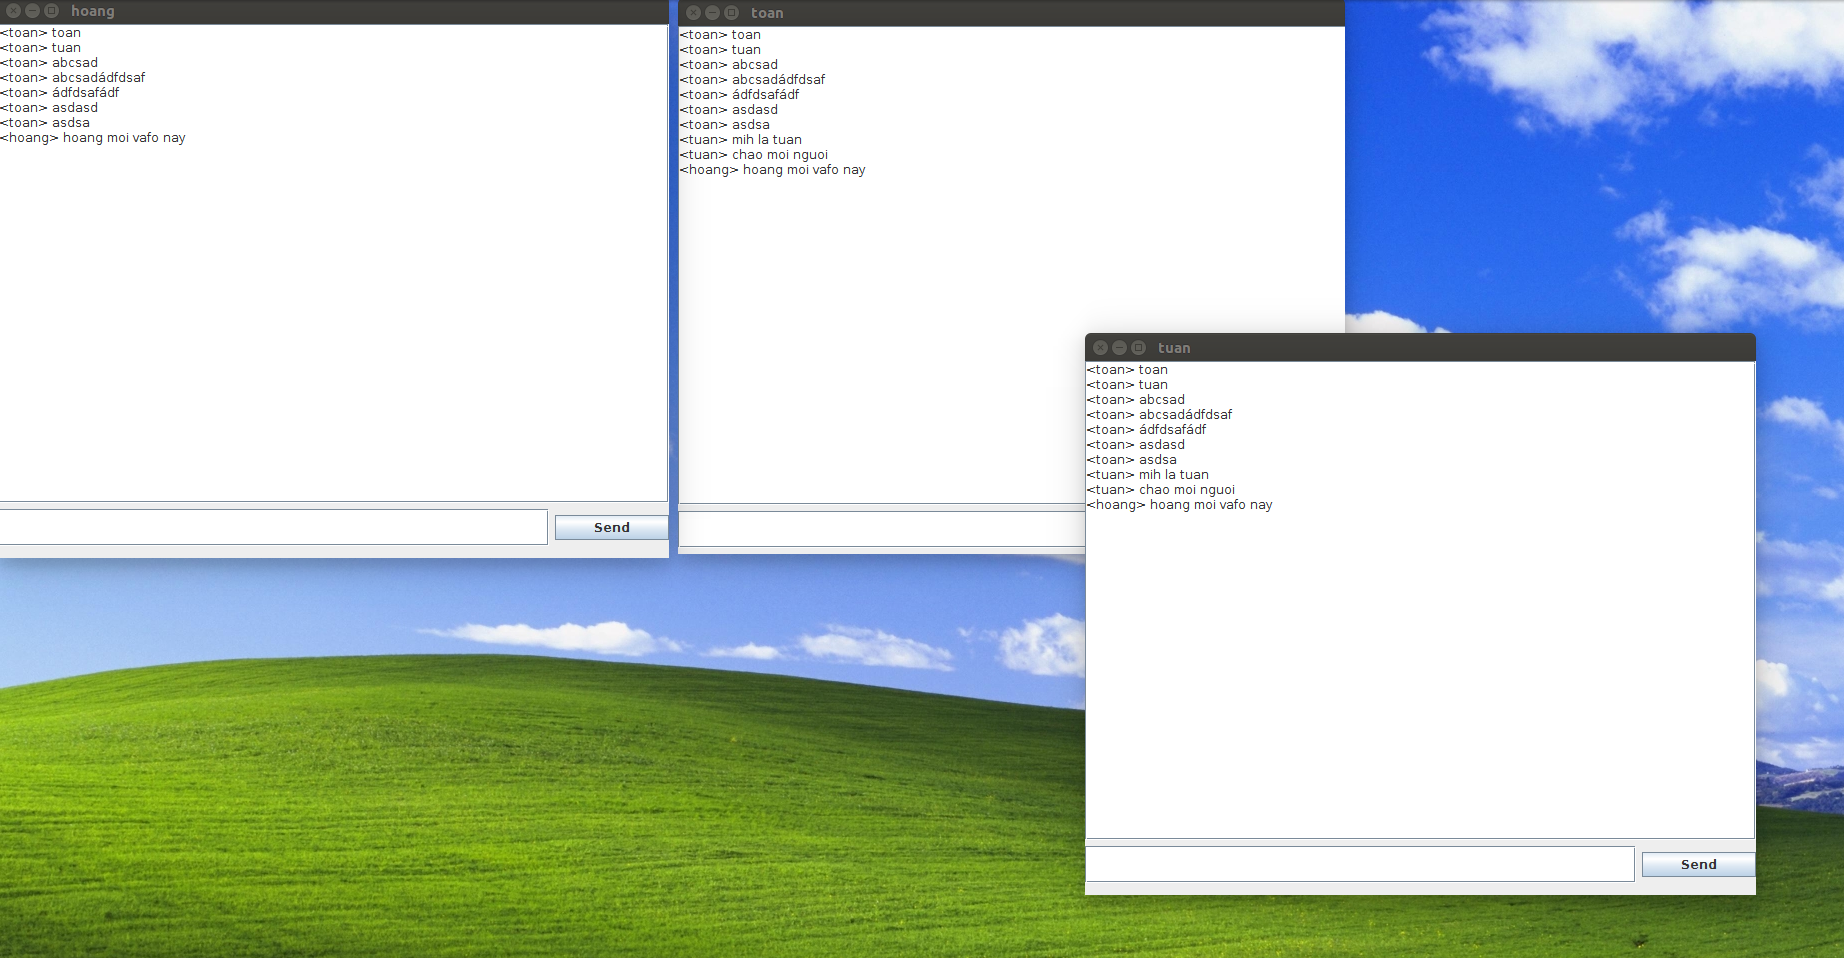 hoang
<toan> toan
<toan> tuan
<toan> abcsad
<toan> abcsadádfdsaf
<toan> ádfdsafádf
<toan> asdasd
<toan> asdsa
<hoang> hoang moi vafo nay
Send
toan
<toan> toan
<toan> tuan
<toan> abcsad
<toan> abcsadádfdsaf
<toan> ádfdsafádf
<toan> asdasd
<toan> asdsa
<tuan> mih la tuan
<tuan> chao moi nguoi
<hoang> hoang moi vafo nay
tuan
<toan> toan
<toan> tuan
<toan> abcsad
<toan> abcsadádfdsaf
<toan> ádfdsafádf
<toan> asdasd
<toan> asdsa
<tuan> mih la tuan
<tuan> chao moi nguoi
<hoang> hoang moi vafo nay
Send